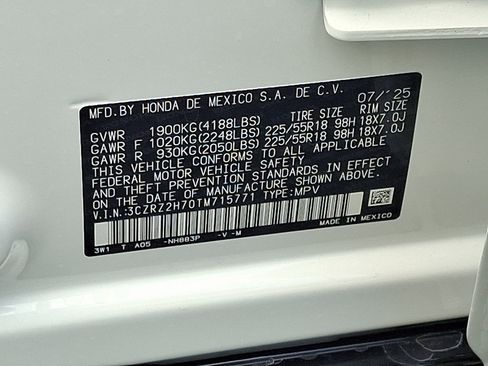 MFD.BY HONDA DE MEXICO S.A. DE C.V. 07/'25
TIRE SIZE RIM SIZE
GVWR 1900KG(4188LBS)
GAWR F 1020KG(2248LBS) 225/55R18 98H 18X7.0J
GAWR R 930KG(2050LBS) 225/55R18 98H 18X7.0J
THIS VEHICLE CONFORMS TO ALL APPLICABLE
FEDERAL MOTOR VEHICLE SAFETY
AND THEFT PREVENTION STANDARDS IN EFFECT
ON THE DATE OF MANUFACTURE SHOWN ABOVE.
V.I.N.:3CZRZ2H70TM715771 TYPE:MPV
3W1 T A05 -NH883P -V -M MADE IN MEXICO